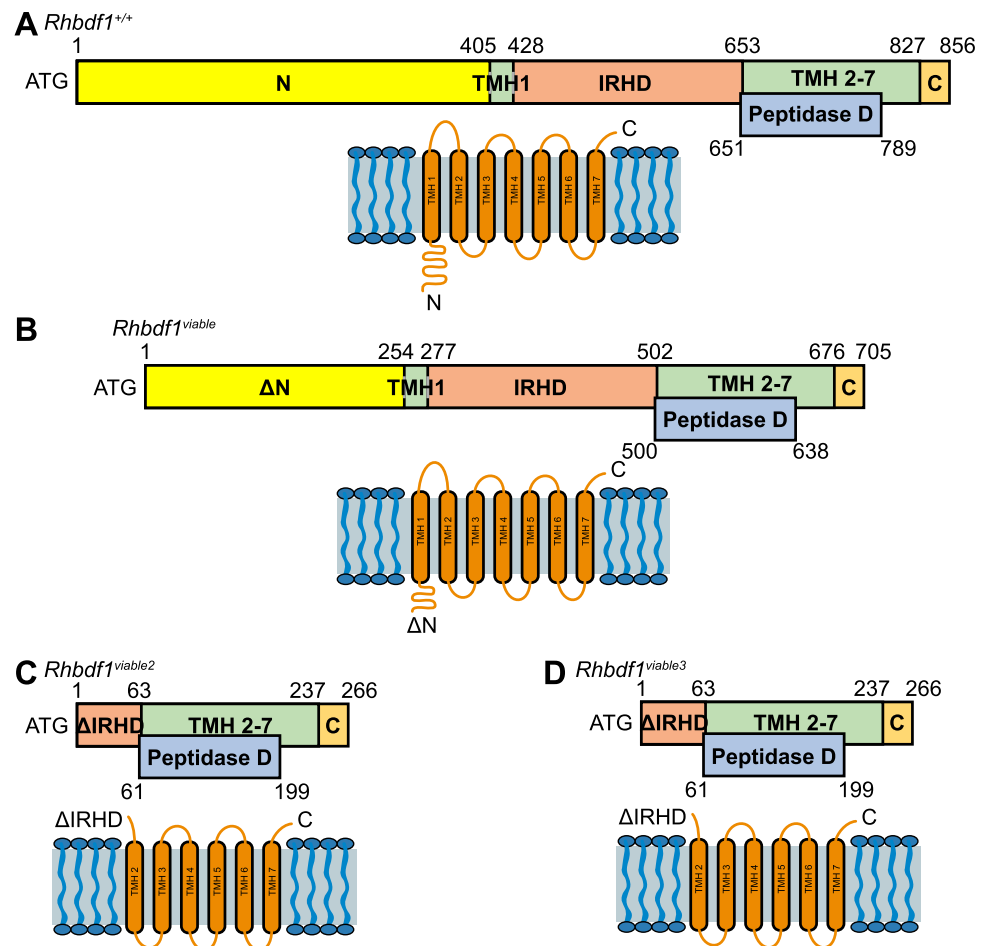 A Rhbdf1+/+
1 405 428 653 827 856
ATG N TMH1 IRHD TMH 2-7 C
Peptidase D
651 789
C
TMH 1 TMH 2 TMH 3 TMH 4 TMH 5 TMH 6 TMH 7
N
B Rhbdf1viable
1 254 277 502 676 705
ATG ΔN TMH1 IRHD TMH 2-7 C
Peptidase D
500 638
C
TMH 1 TMH 2 TMH 3 TMH 4 TMH 5 TMH 6 TMH 7
ΔN
C Rhbdf1viable2
1 63 237 266
ATG ΔIRHD TMH 2-7 C
Peptidase D
61 199
ΔIRHD C
TMH 2 TMH 3 TMH 4 TMH 5 TMH 6 TMH 7
D Rhbdf1viable3
1 63 237 266
ATG ΔIRHD TMH 2-7 C
Peptidase D
61 199
ΔIRHD C
TMH 2 TMH 3 TMH 4 TMH 5 TMH 6 TMH 7